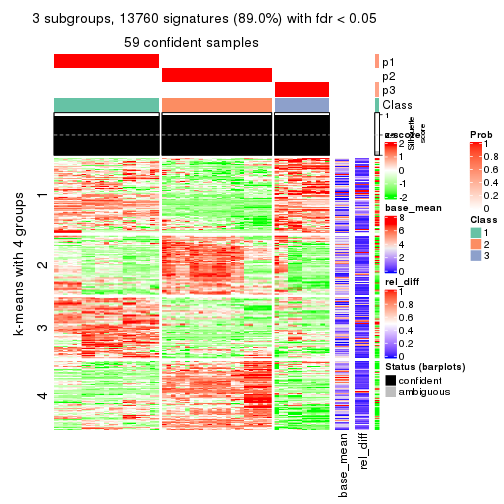 3 subgroups, 13760 signatures (89.0%) with fdr < 0.05
59 confident samples
p1
p2
p3
Class
1
Silhouette
score
k-means with 4 groups
1
2
3
4
z-score
2
1
0
-1
-2
base_mean
8
6
4
2
0
rel_diff
1
0.8
0.6
0.4
0.2
0
Status (barplots)
confident
ambiguous
Prob
1
0.8
0.6
0.4
0.2
0
Class
1
2
3
base_mean
rel_diff